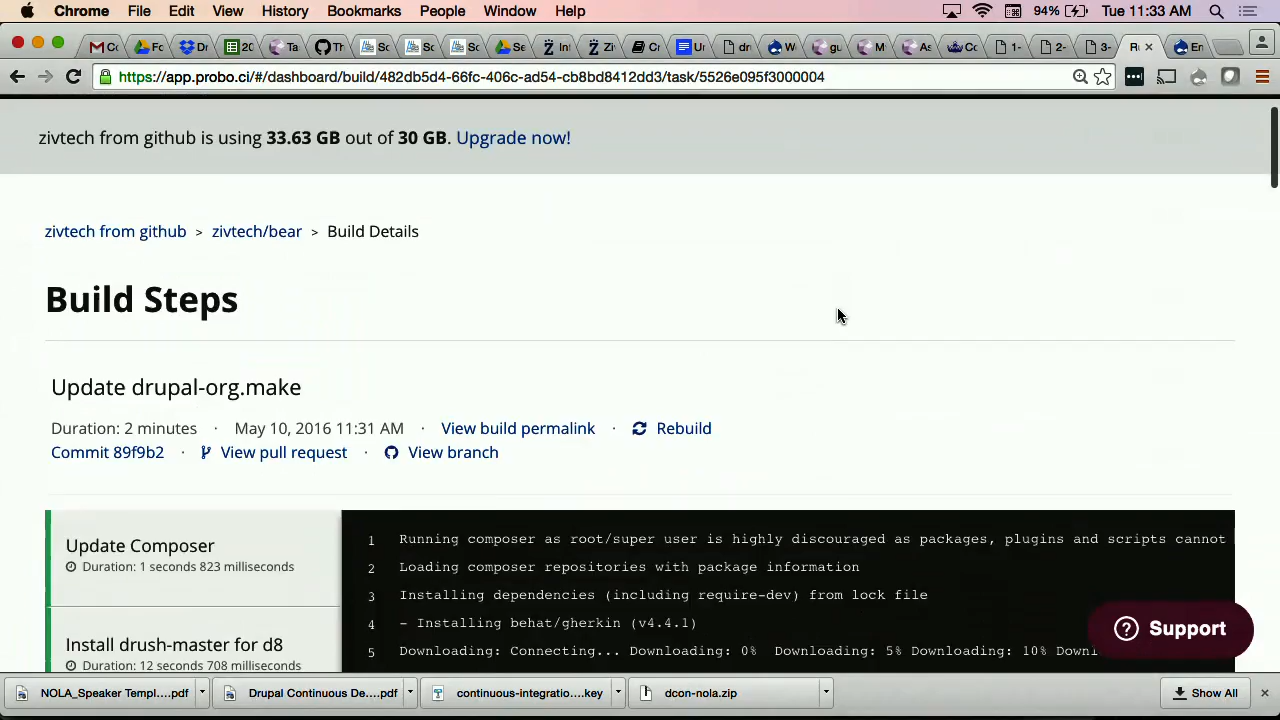 Chrome File Edit View History Bookmarks People Window Help 94% Tue 11:33 AM
https://app.probo.ci/#/dashboard/build/482db5d4-66fc-406c-ad54-cb8bd8412dd3/task/5526e095f3000004
zivtech from github is using 33.63 GB out of 30 GB. Upgrade now!
zivtech from github > zivtech/bear > Build Details
Build Steps
Update drupal-org.make
Duration: 2 minutes · May 10, 2016 11:31 AM · View build permalink · Rebuild
Commit 89f9b2 · View pull request · View branch
Update Composer
Duration: 1 seconds 823 milliseconds
Install drush-master for d8
Duration: 12 seconds 708 milliseconds
1 Running composer as root/super user is highly discouraged as packages, plugins and scripts cannot
2 Loading composer repositories with package information
3 Installing dependencies (including require-dev) from lock file
4 - Installing behat/gherkin (v4.4.1)
5 Downloading: Connecting... Downloading: 0% Downloading: 5% Downloading: 10% Downl
Support
NOLA_Speaker Templ....pdf
Drupal Continuous De....pdf
continuous-integratio....key
dcon-nola.zip
Show All